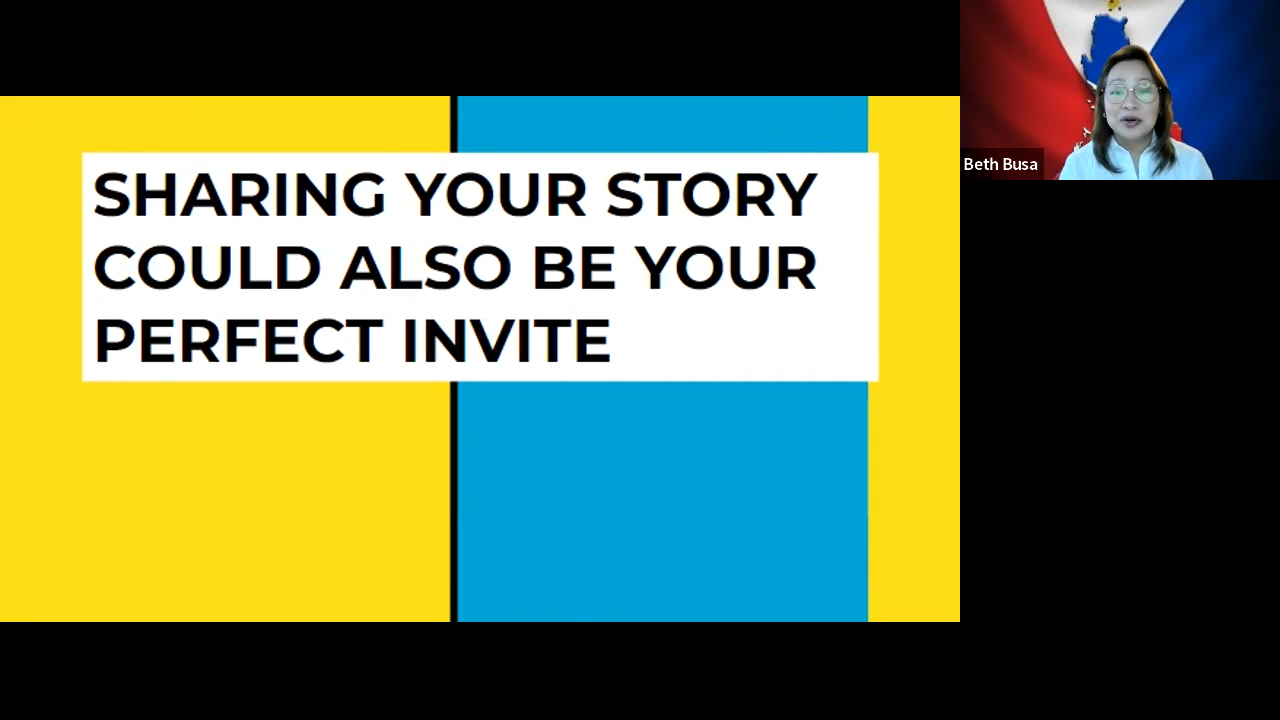 SHARING YOUR STORY
COULD ALSO BE YOUR
PERFECT INVITE
Beth Busa